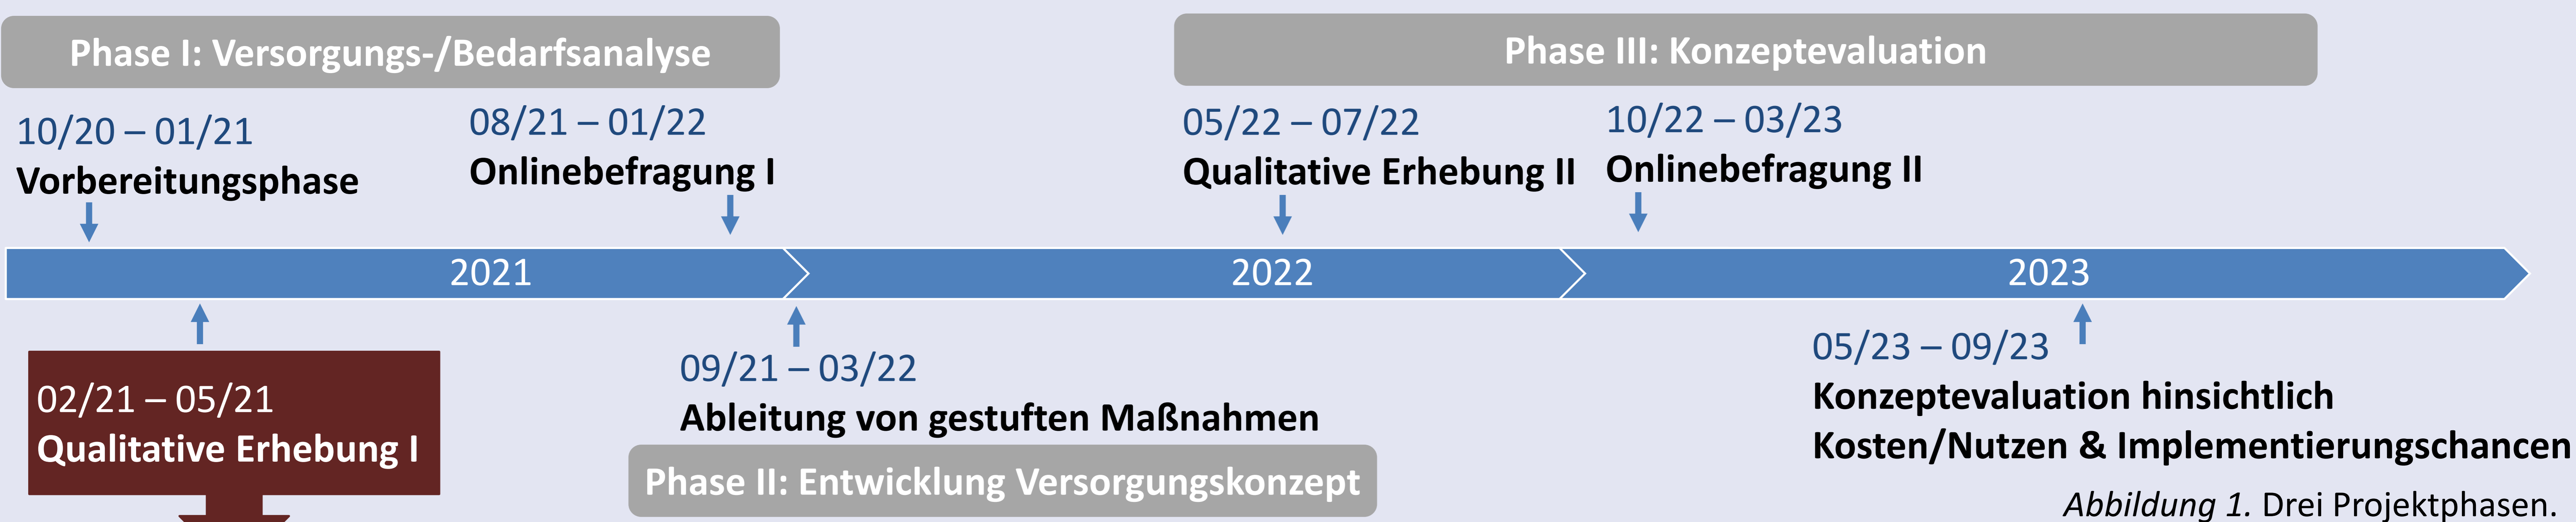 Phase I: Versorgungs-/Bedarfsanalyse
Phase III: Konzeptevaluation
10/20 – 01/21
Vorbereitungsphase
08/21 – 01/22
Onlinebefragung I
05/22 – 07/22
Qualitative Erhebung II
10/22 – 03/23
Onlinebefragung II
2021
2022
2023
02/21 – 05/21
Qualitative Erhebung I
09/21 – 03/22
Ableitung von gestuften Maßnahmen
Phase II: Entwicklung Versorgungskonzept
05/23 – 09/23
Konzeptevaluation hinsichtlich
Kosten/Nutzen & Implementierungschancen
Abbildung 1. Drei Projektphasen.